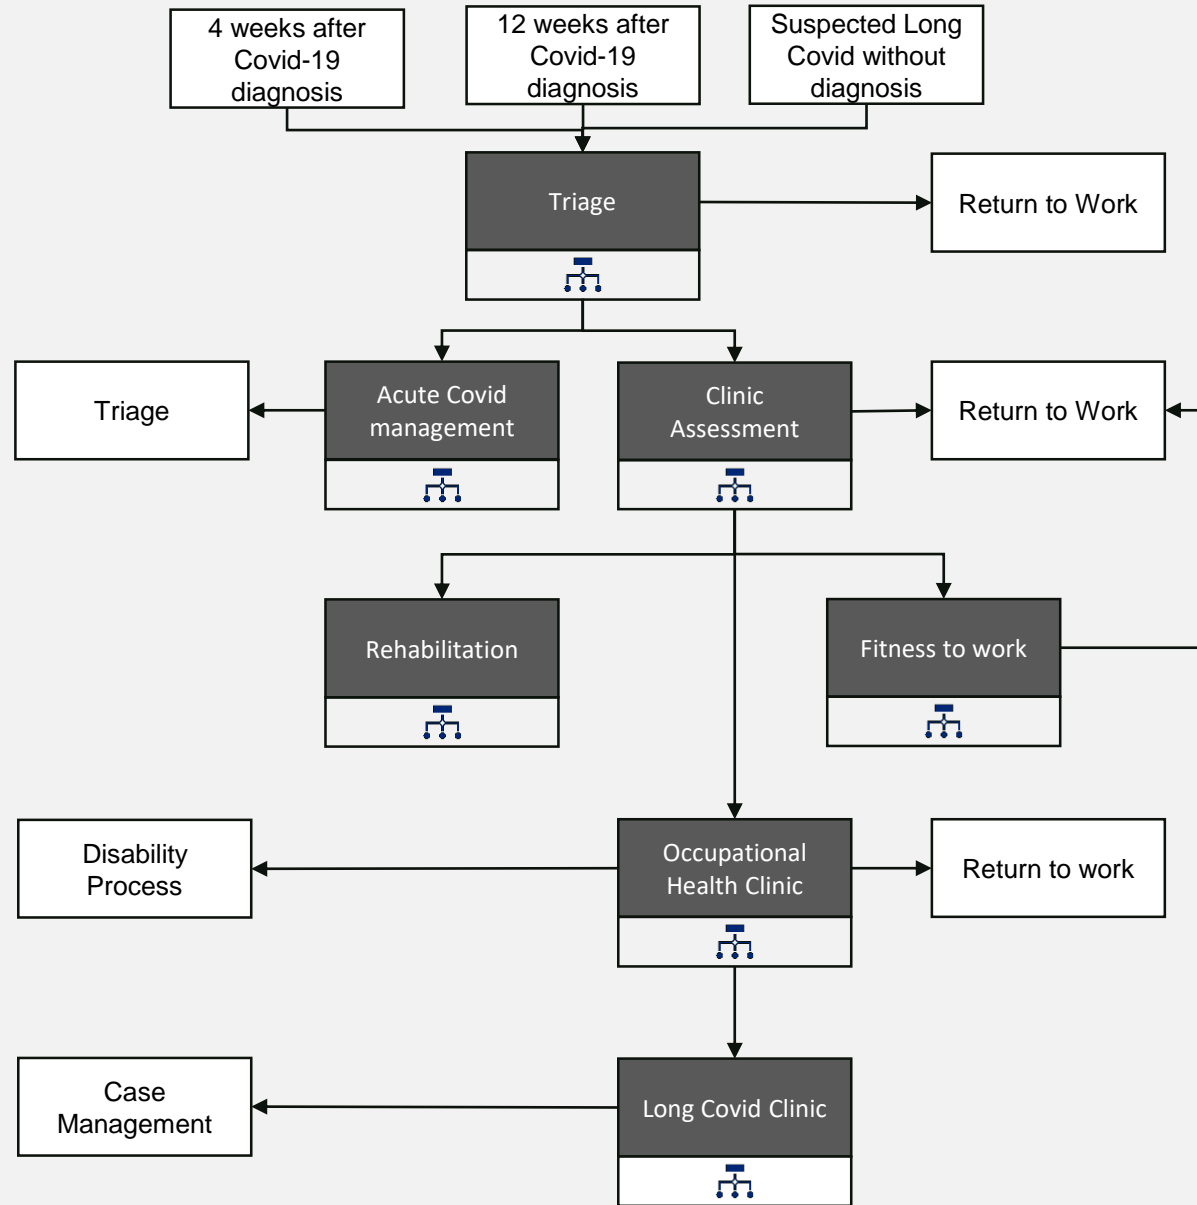 4 weeks after
Covid-19
diagnosis
12 weeks after
Covid-19
diagnosis
Suspected Long
Covid without
diagnosis
Triage
Return to Work
Triage
Acute Covid
management
Clinic
Assessment
Return to Work
Rehabilitation
Fitness to work
Disability
Process
Occupational
Health Clinic
Return to work
Case
Management
Long Covid Clinic